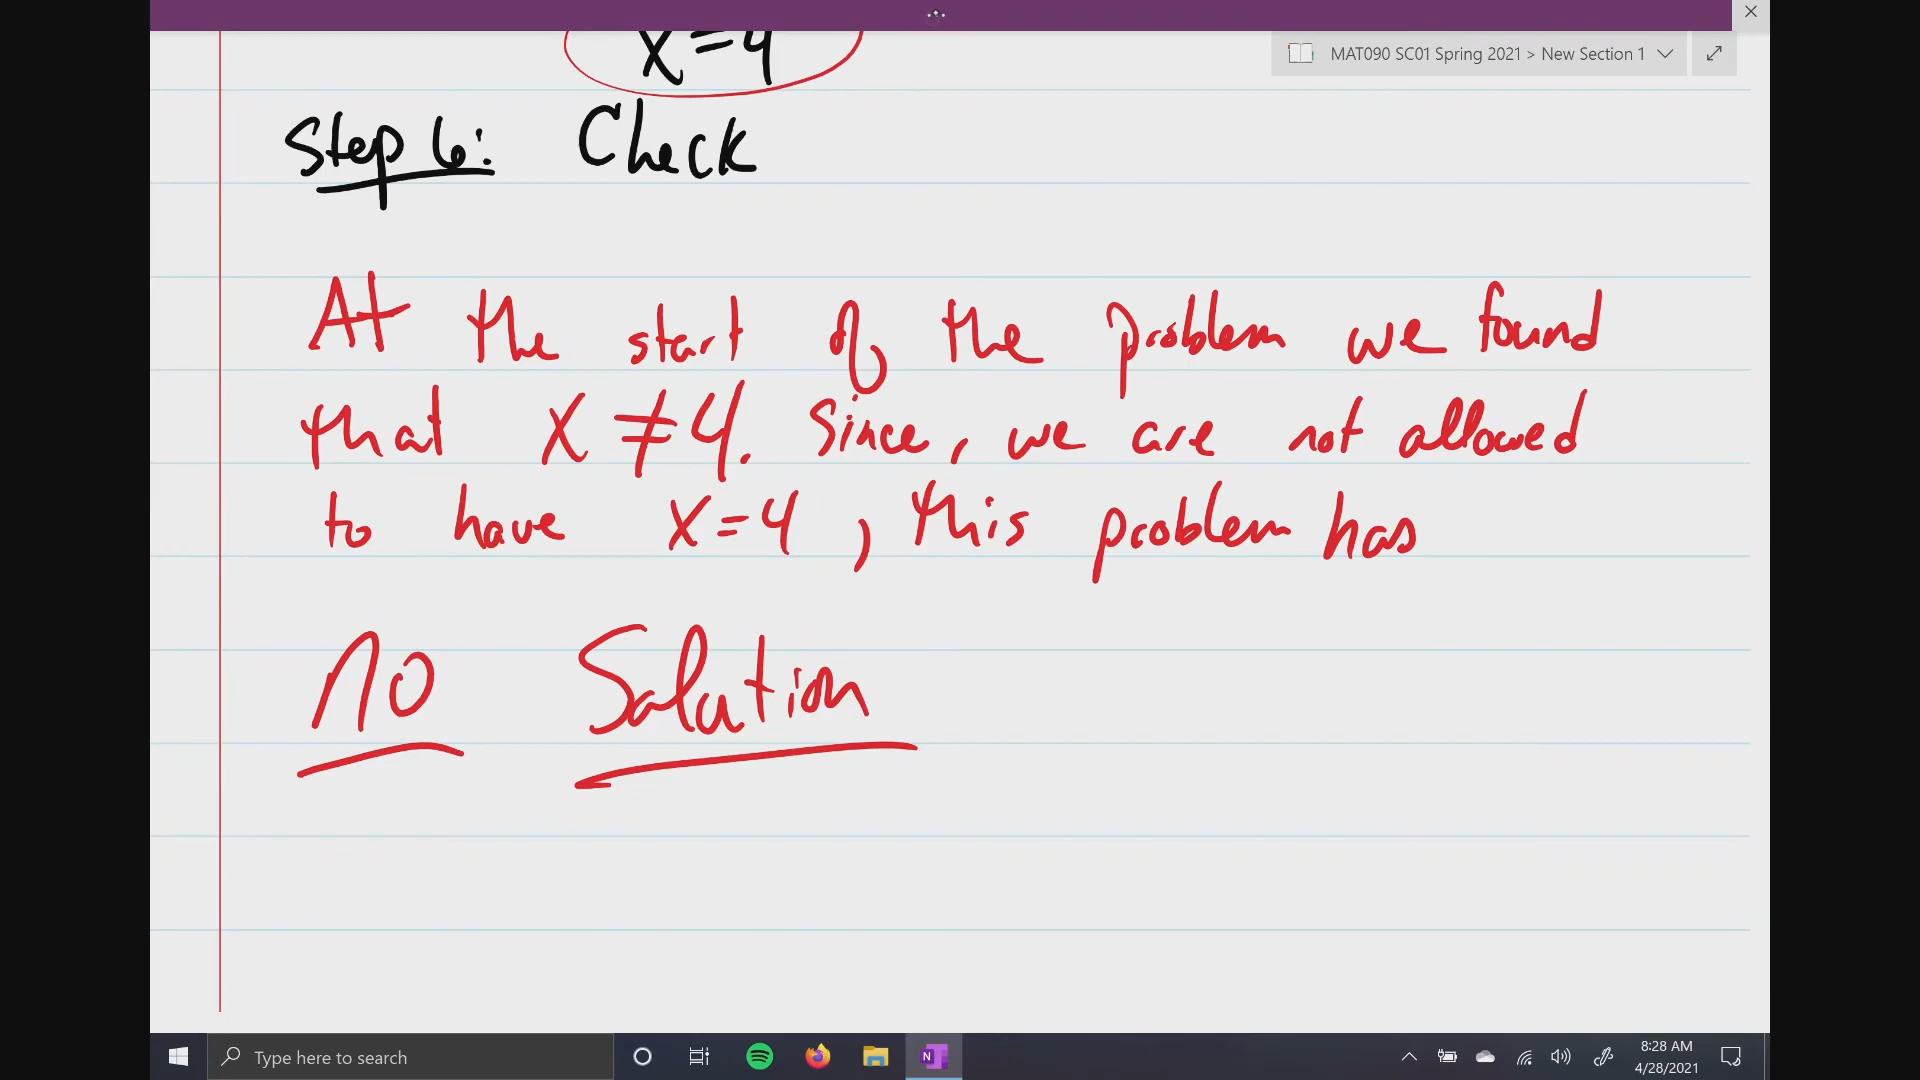 x=4
MAT090 SC01 Spring 2021 > New Section 1
Step 6: Check
At the start of the problem we found
that x ≠ 4. Since, we are not allowed
to have x=4, this problem has
no Solution
Type here to search
8:28 AM
4/28/2021